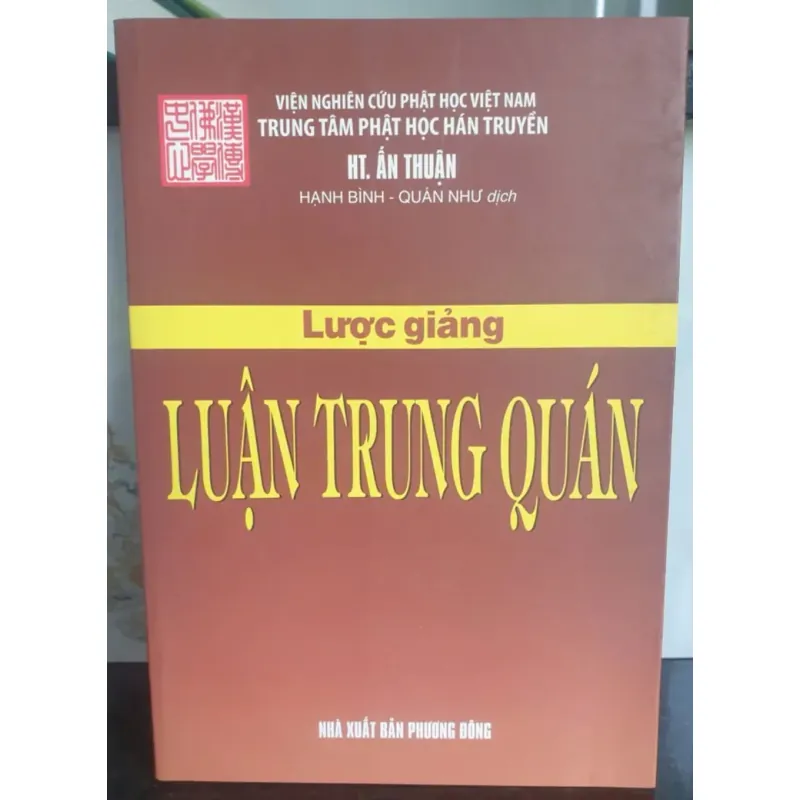 VIỆN NGHIÊN CỨU PHẬT HỌC VIỆT NAM
TRUNG TÂM PHẬT HỌC HÁN TRUYỀN
HT. ẤN THUẬN
HẠNH BÌNH - QUÁN NHƯ dịch
Lược giảng
LUẬN TRUNG QUÁN
NHÀ XUẤT BẢN PHƯƠNG ĐÔNG